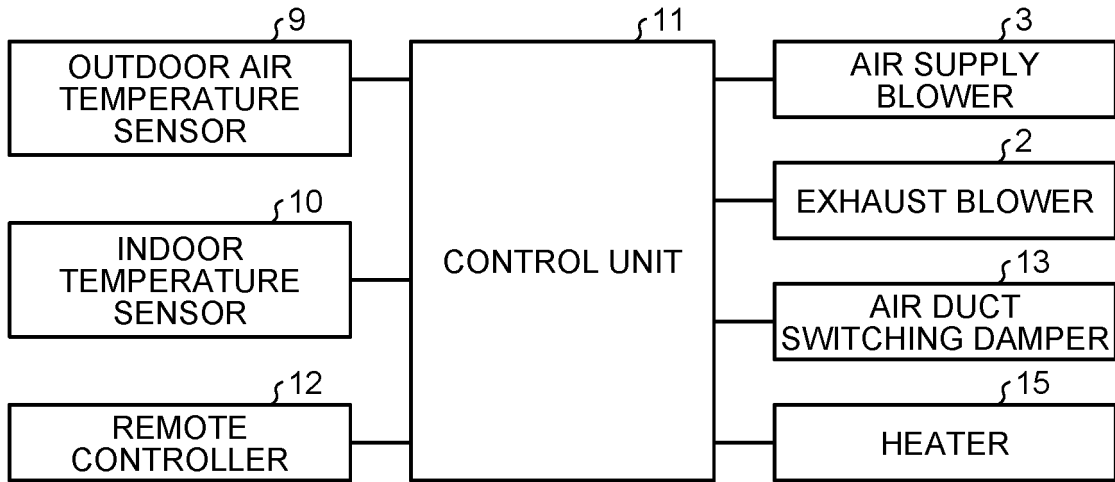 9
OUTDOOR AIR
TEMPERATURE
SENSOR
10
INDOOR
TEMPERATURE
SENSOR
12
REMOTE
CONTROLLER
11
CONTROL UNIT
3
AIR SUPPLY
BLOWER
2
EXHAUST BLOWER
13
AIR DUCT
SWITCHING DAMPER
15
HEATER